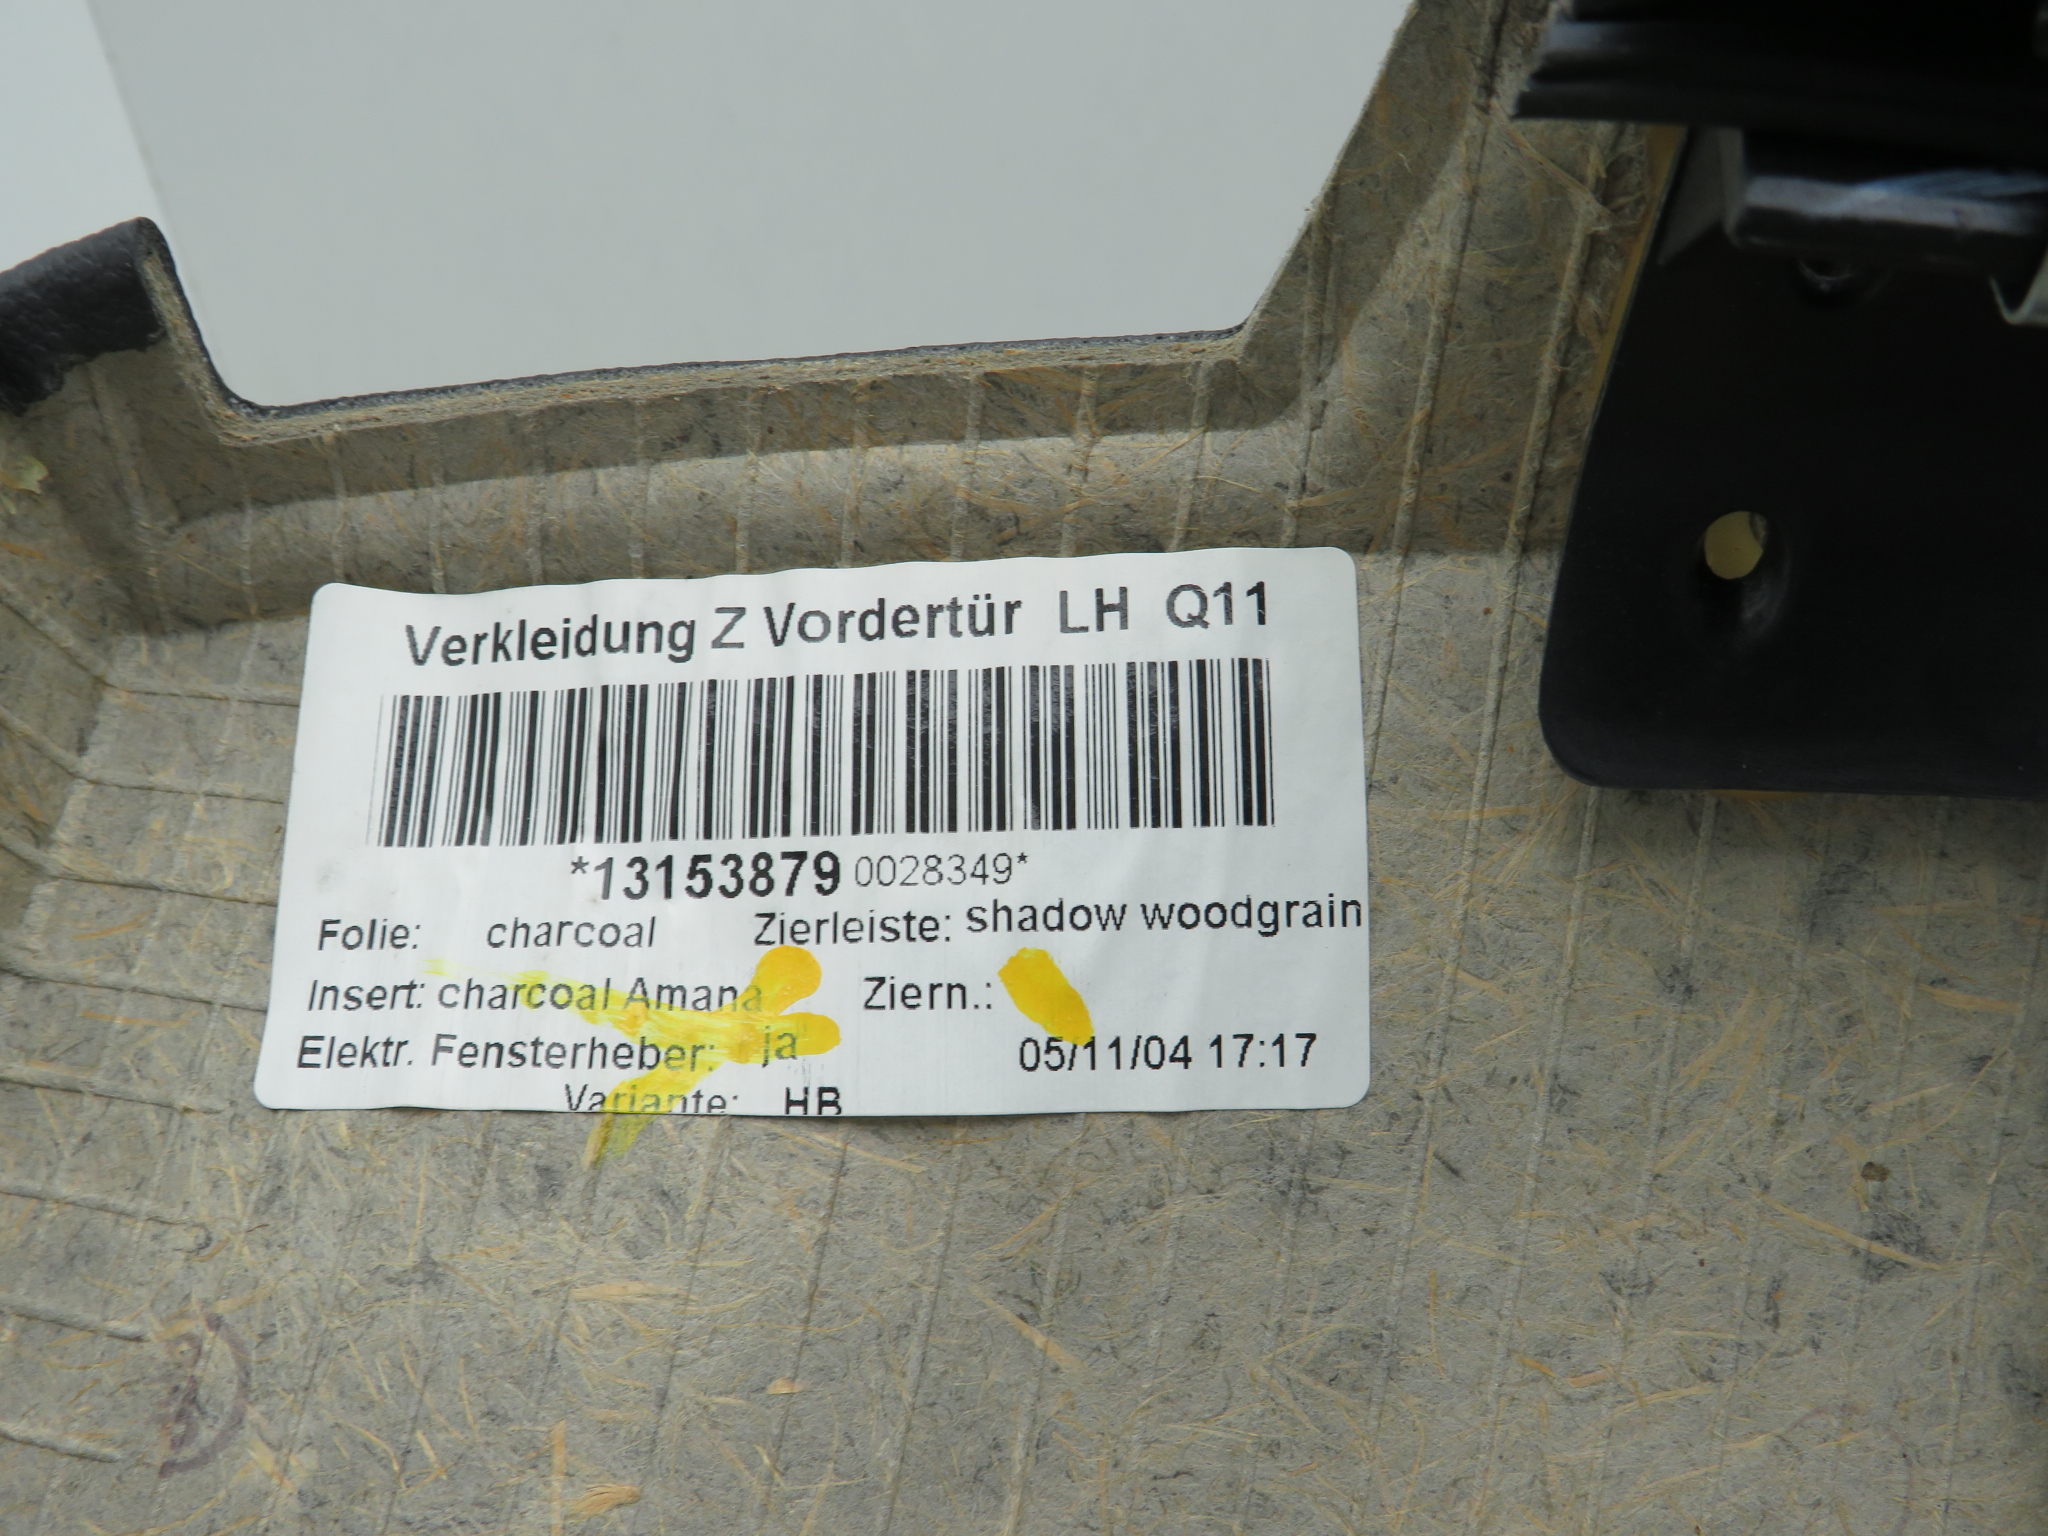 Verkleidung Z Vordertür LH Q11
*13153879 0028349*
Folie: charcoal Zierleiste: shadow woodgrain
Insert: charcoal Amana Ziern.:
Elektr. Fensterheber: ja 05/11/04 17:17
Variante: HB